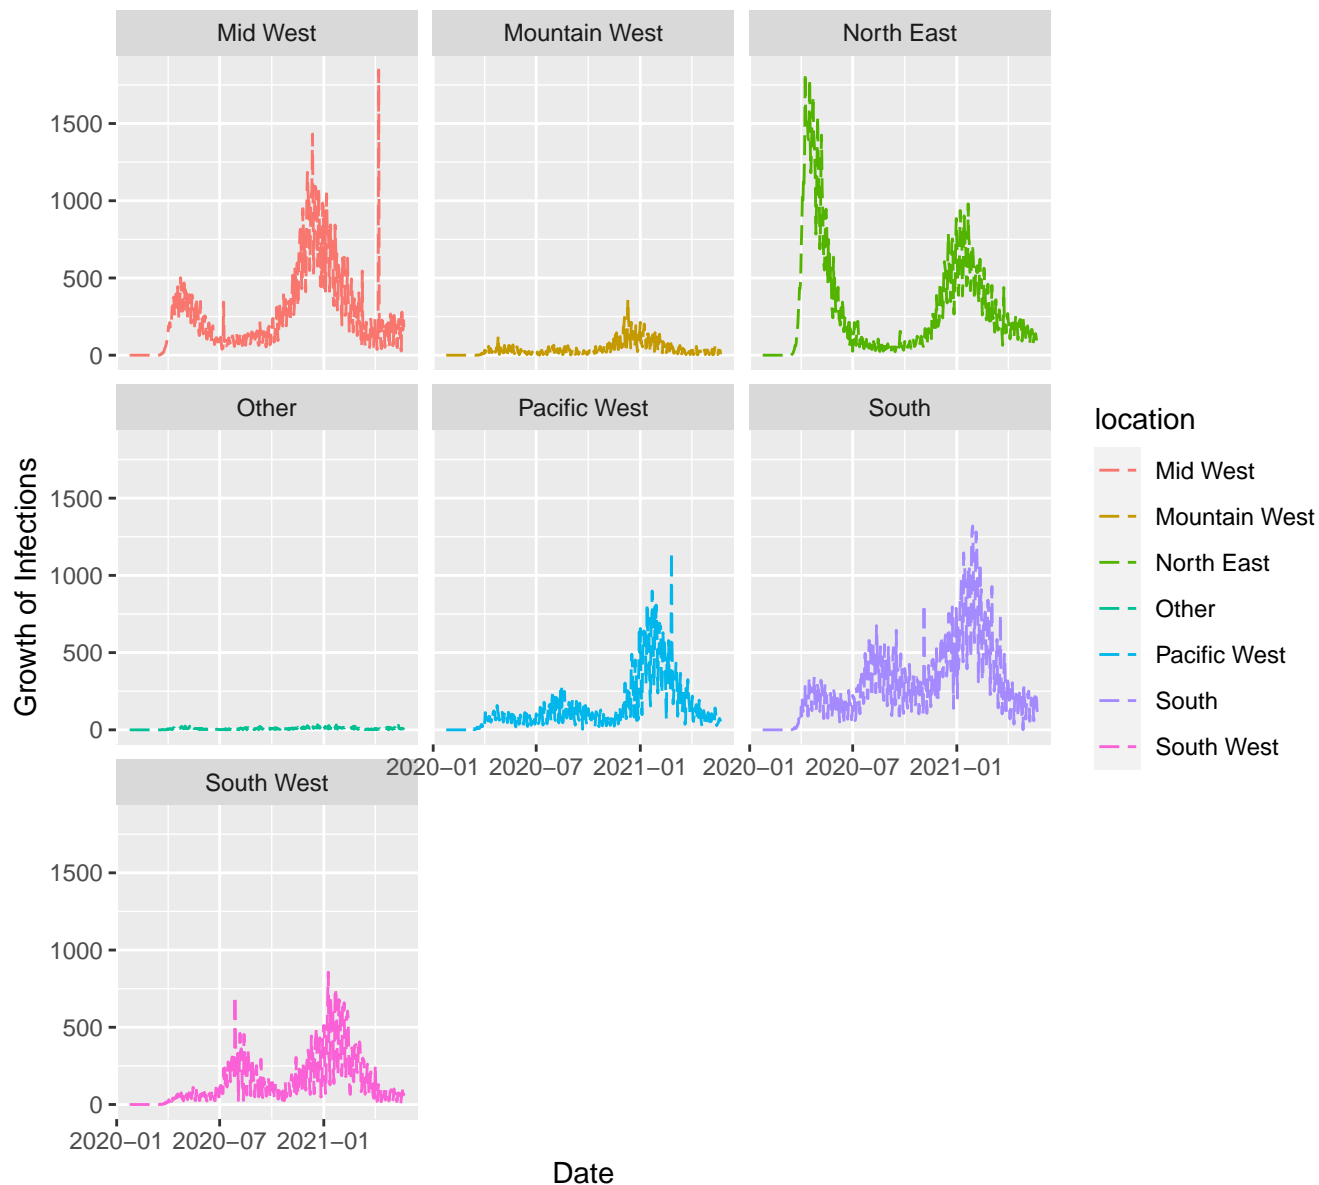 Mid West
Mountain West
North East
1500
1000
500
0
Other
Pacific West
South
1500
1000
500
0
2020−01 2020−07 2021−01
2020−01 2020−07 2021−01
South West
1500
1000
500
0
2020−01 2020−07 2021−01
Growth of Infections
Date
location
Mid West
Mountain West
North East
Other
Pacific West
South
South West